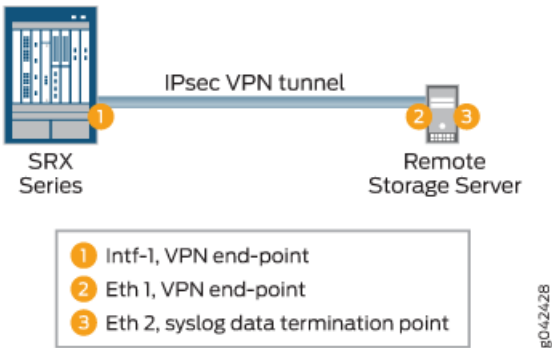 IPsec VPN tunnel
1
2
3
SRX
Series
Remote
Storage Server
1 Intf-1, VPN end-point
2 Eth 1, VPN end-point
3 Eth 2, syslog data termination point
g042428